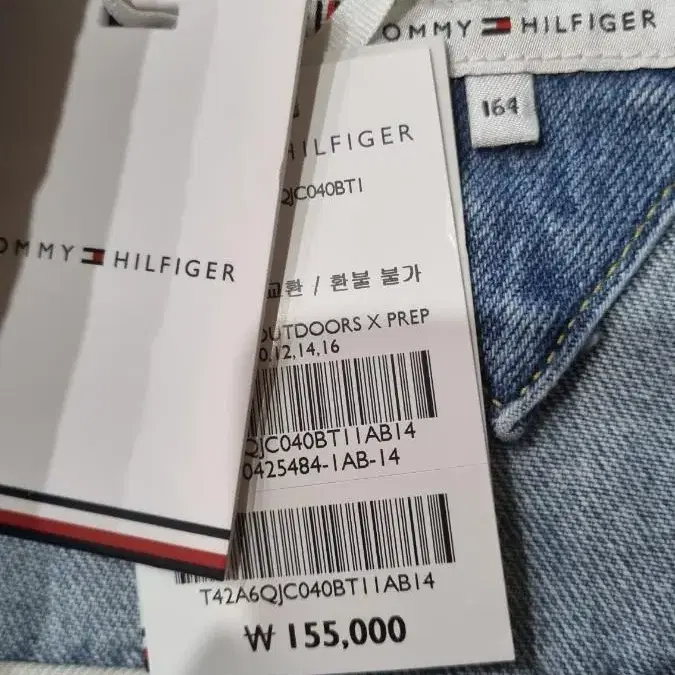 OMMY HILFIGER
164
HILFIGER
QJC040BT1
교환 / 환불 불가
OMMY HILFIGER
OUTDOORS X PREP
0,12,14,16
QJC040BT11AB14
0425484-1AB-14
T42A6QJC040BT11AB14
₩ 155,000